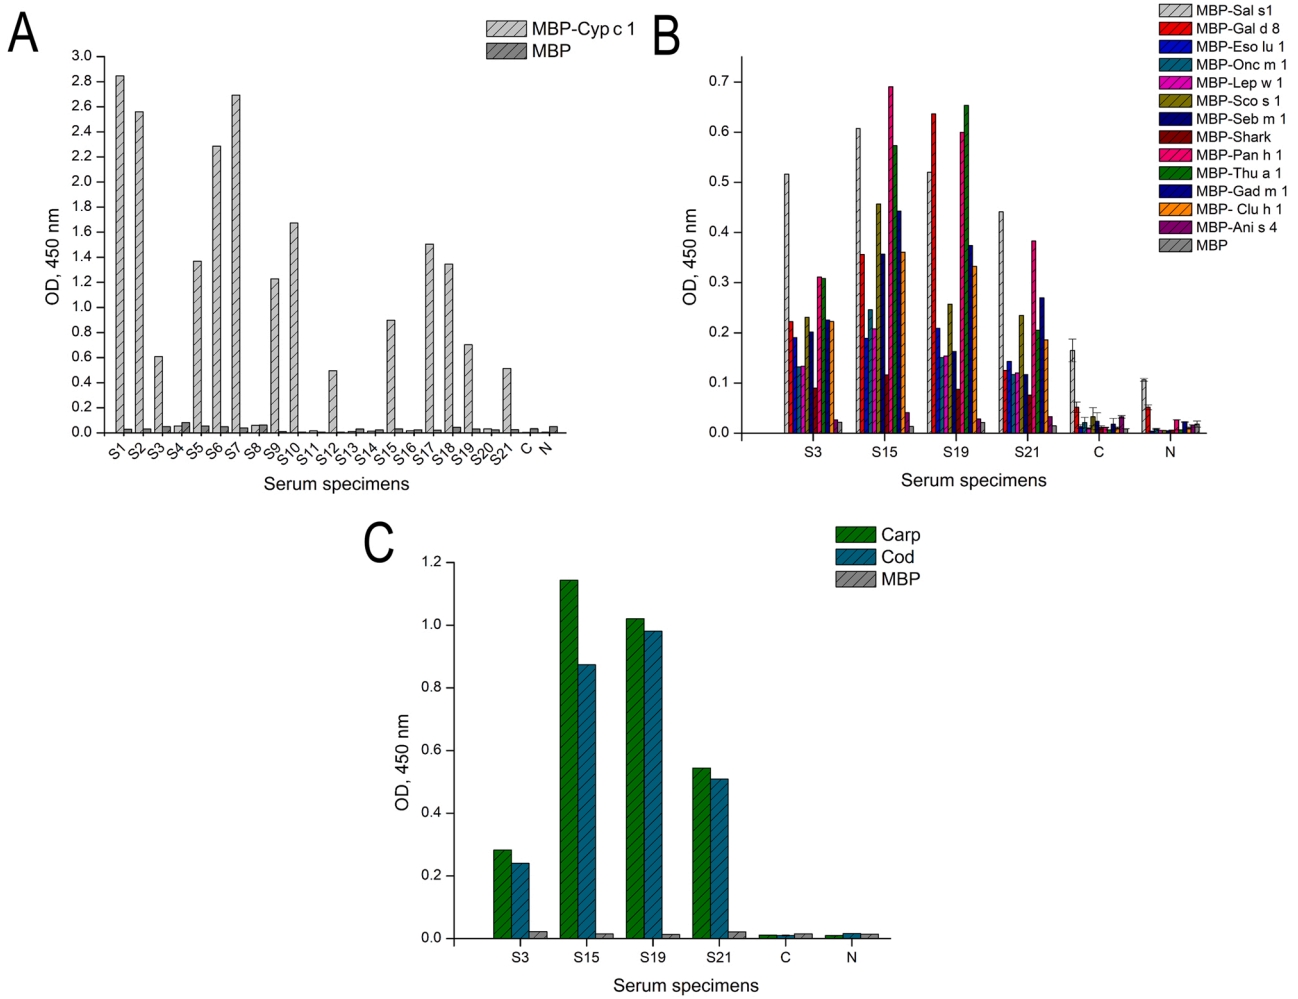 A
MBP-Cyp c 1
MBP
3.0
2.8
2.6
2.4
2.2
2.0
1.8
1.6
1.4
1.2
1.0
0.8
0.6
0.4
0.2
0.0
OD, 450 nm
S1 S2 S3 S4 S5 S6 S7 S8 S9 S10 S11 S12 S13 S14 S15 S16 S17 S18 S19 S20 S21 C N
Serum specimens
B
MBP-Sal s1
MBP-Gal d 8
MBP-Eso lu 1
MBP-Onc m 1
MBP-Lep w 1
MBP-Sco s 1
MBP-Seb m 1
MBP-Shark
MBP-Pan h 1
MBP-Thu a 1
MBP-Gad m 1
MBP- Clu h 1
MBP-Ani s 4
MBP
0.7
0.6
0.5
0.4
0.3
0.2
0.1
0.0
OD, 450 nm
S3 S15 S19 S21 C N
Serum specimens
C
Carp
Cod
MBP
1.2
1.0
0.8
0.6
0.4
0.2
0.0
OD, 450 nm
S3 S15 S19 S21 C N
Serum specimens